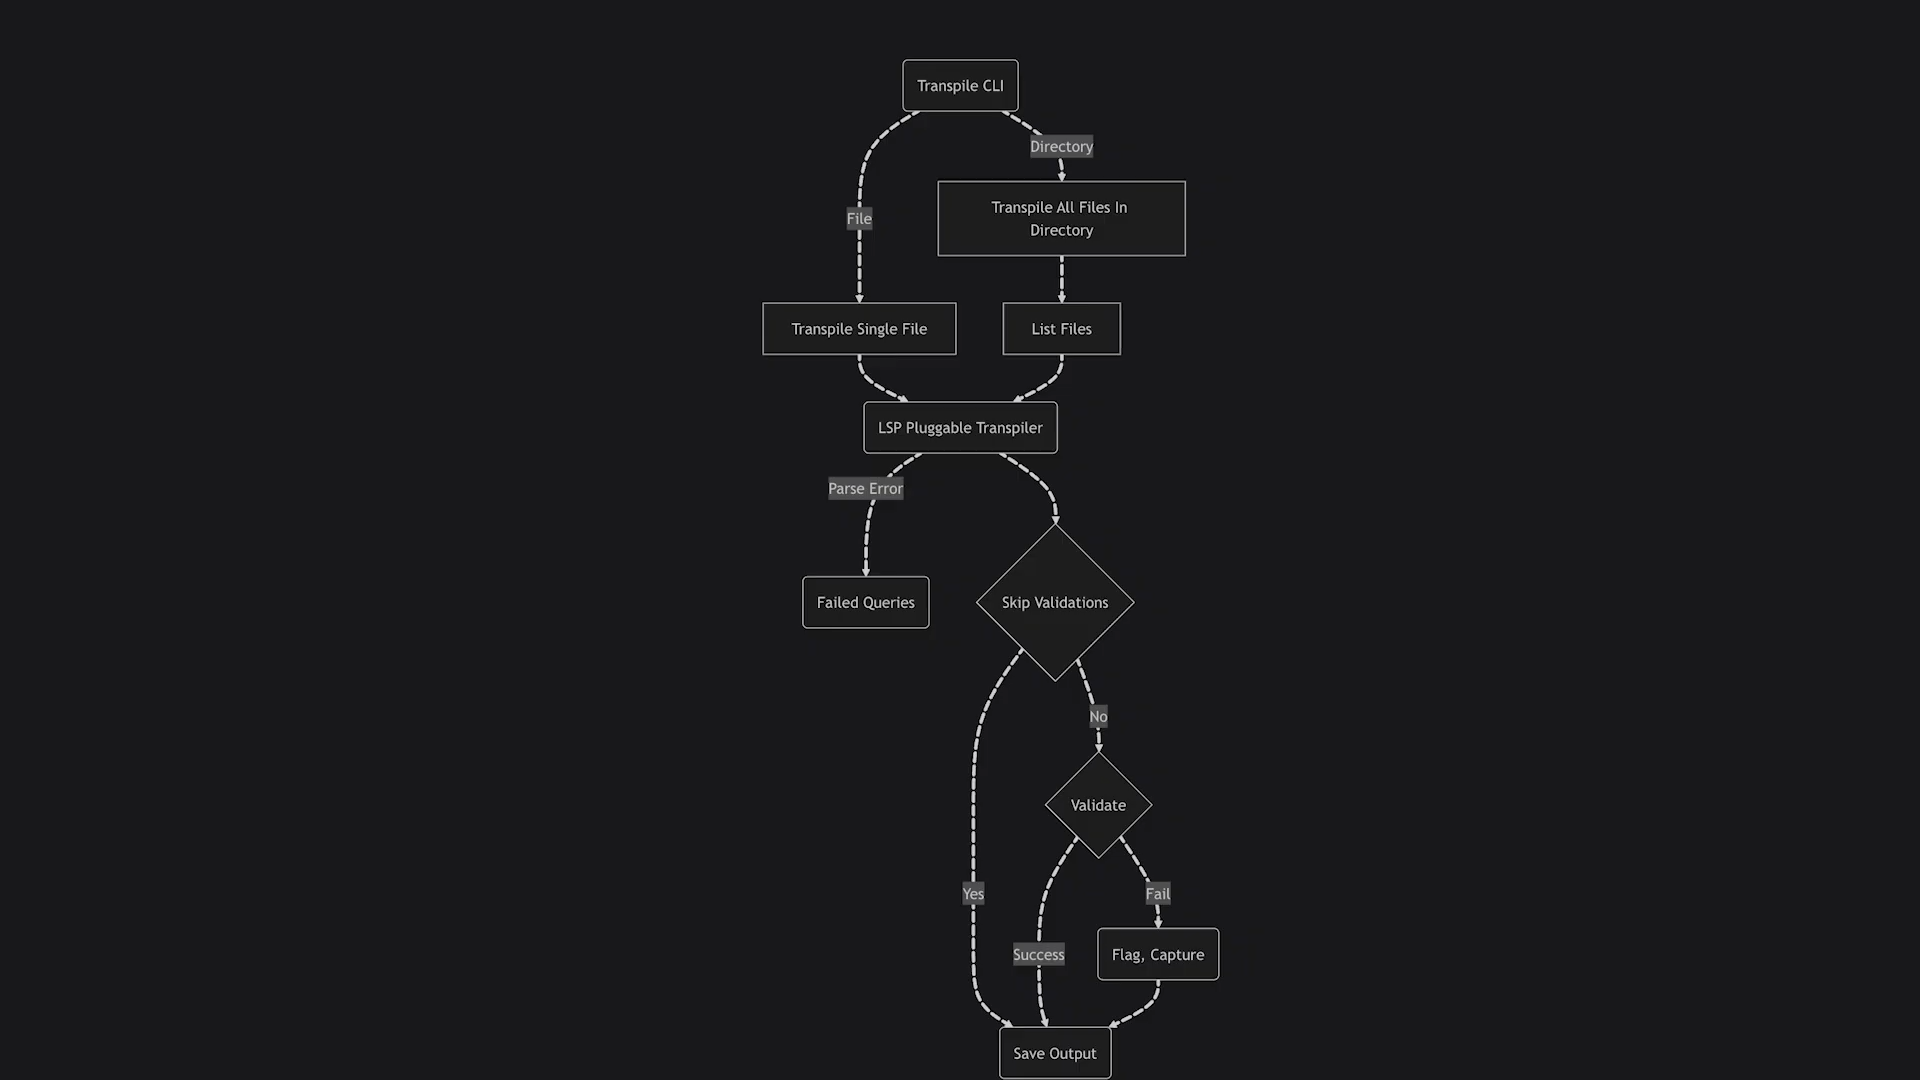 Transpile CLI
Directory
Transpile All Files In
Directory
File
Transpile Single File
List Files
LSP Pluggable Transpiler
Parse Error
Failed Queries
Skip Validations
No
Validate
Yes
Fail
Success
Flag, Capture
Save Output